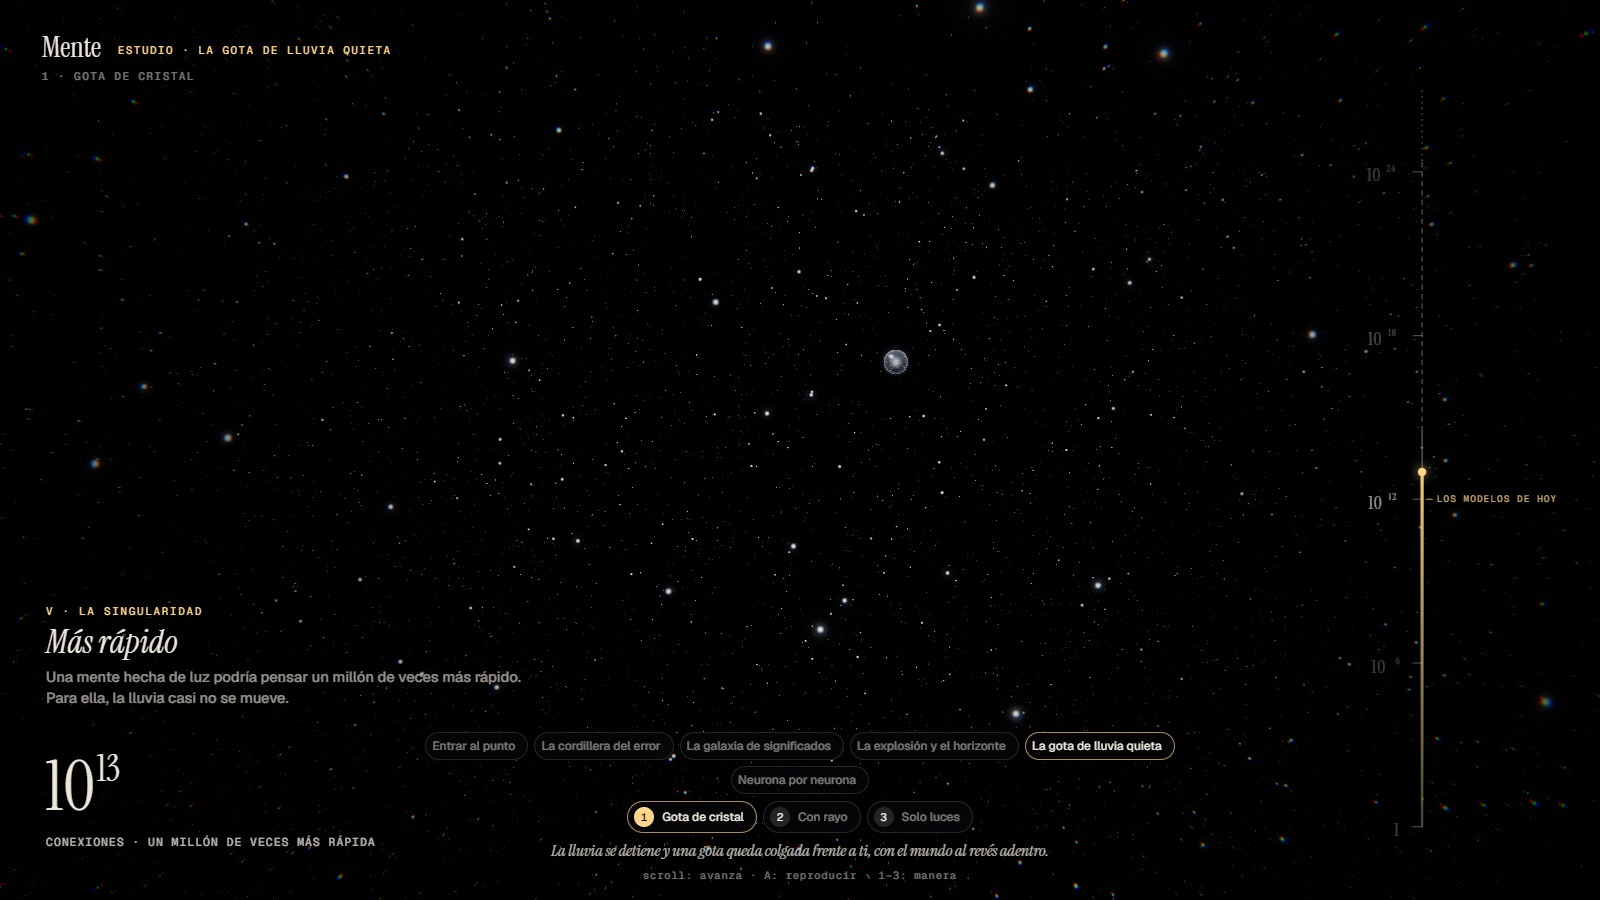 Mente ESTUDIO · LA GOTA DE LLUVIA QUIETA
1 · GOTA DE CRISTAL
10 24
10 18
10 12 LOS MODELOS DE HOY
10 6
1
V · LA SINGULARIDAD
Más rápido
Una mente hecha de luz podría pensar un millón de veces más rápido.
Para ella, la lluvia casi no se mueve.
10 13
CONEXIONES · UN MILLÓN DE VECES MÁS RÁPIDA
Entrar al punto La cordillera del error La galaxia de significados La explosión y el horizonte La gota de lluvia quieta
Neurona por neurona
1 Gota de cristal 2 Con rayo 3 Solo luces
La lluvia se detiene y una gota queda colgada frente a ti, con el mundo al revés adentro.
scroll: avanza · A: reproducir · 1–3: manera